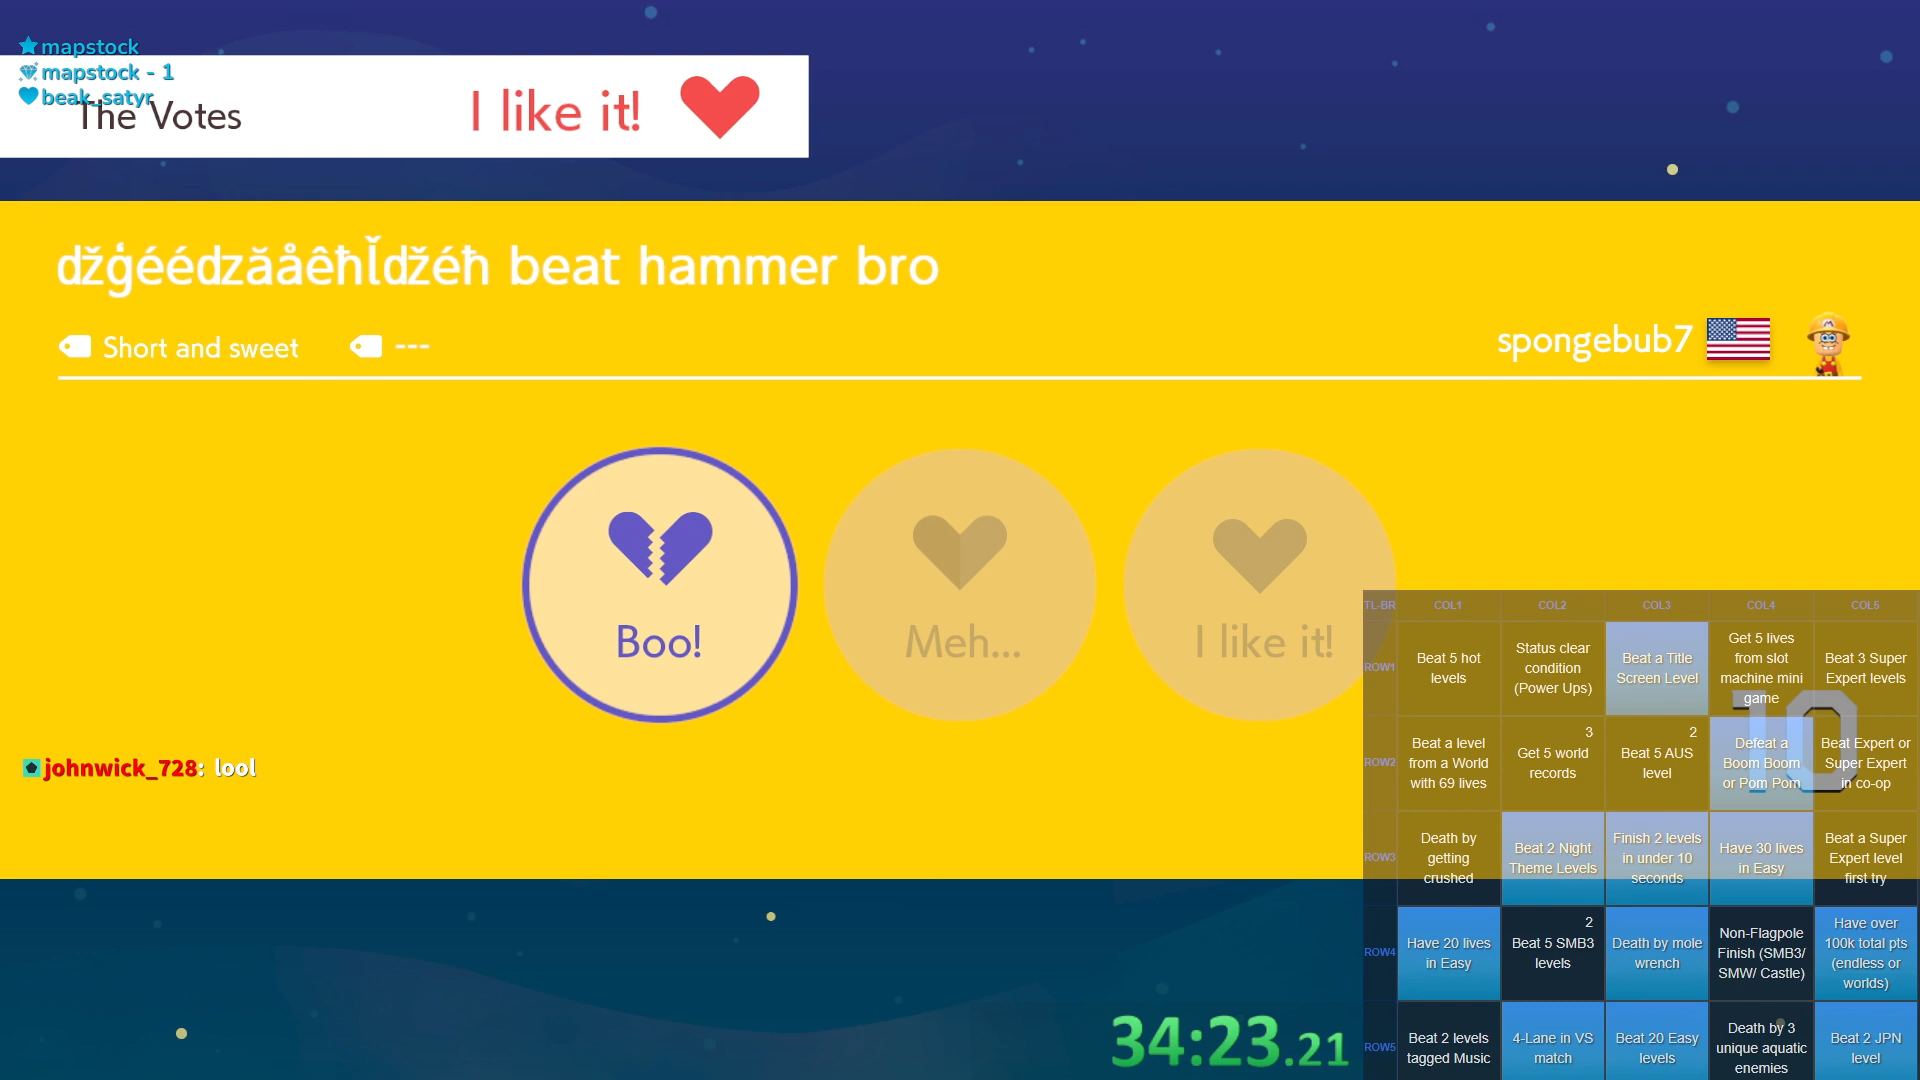 mapstock
mapstock - 1
beak_satyr
The Votes
I like it!
ǆģéédzăåêħǏǆéħ beat hammer bro
Short and sweet
---
spongebub7
Boo!
Meh...
I like it!
johnwick_728: lool
10
TL-BR COL1 COL2 COL3 COL4 COL5
ROW1
Beat 5 hot
levels
Status clear
condition
(Power Ups)
Beat a Title
Screen Level
Get 5 lives
from slot
machine mini
game
Beat 3 Super
Expert levels
ROW2
Beat a level
from a World
with 69 lives
3
Get 5 world
records
2
Beat 5 AUS
level
Defeat a
Boom Boom
or Pom Pom
Beat Expert or
Super Expert
in co-op
ROW3
Death by
getting
crushed
Beat 2 Night
Theme Levels
Finish 2 levels
in under 10
seconds
Have 30 lives
in Easy
Beat a Super
Expert level
first try
ROW4
Have 20 lives
in Easy
2
Beat 5 SMB3
levels
Death by mole
wrench
Non-Flagpole
Finish (SMB3/
SMW/ Castle)
Have over
100k total pts
(endless or
worlds)
ROW5
Beat 2 levels
tagged Music
4-Lane in VS
match
Beat 20 Easy
levels
Death by 3
unique aquatic
enemies
Beat 2 JPN
level
34:23.21